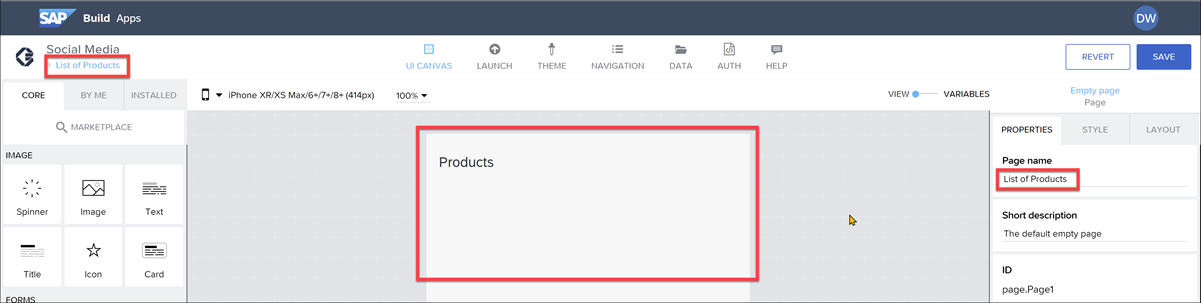 SAP Build Apps
DW
Social Media
> List of Products
UI CANVAS
LAUNCH
THEME
NAVIGATION
DATA
AUTH
HELP
REVERT
SAVE
CORE
BY ME
INSTALLED
iPhone XR/XS Max/6+/7+/8+ (414px)
100%
VIEW
VARIABLES
Empty page
Page
MARKETPLACE
PROPERTIES
STYLE
LAYOUT
IMAGE
Spinner
Image
Text
Title
Icon
Card
FORMS
Products
Page name
List of Products
Short description
The default empty page
ID
page.Page1